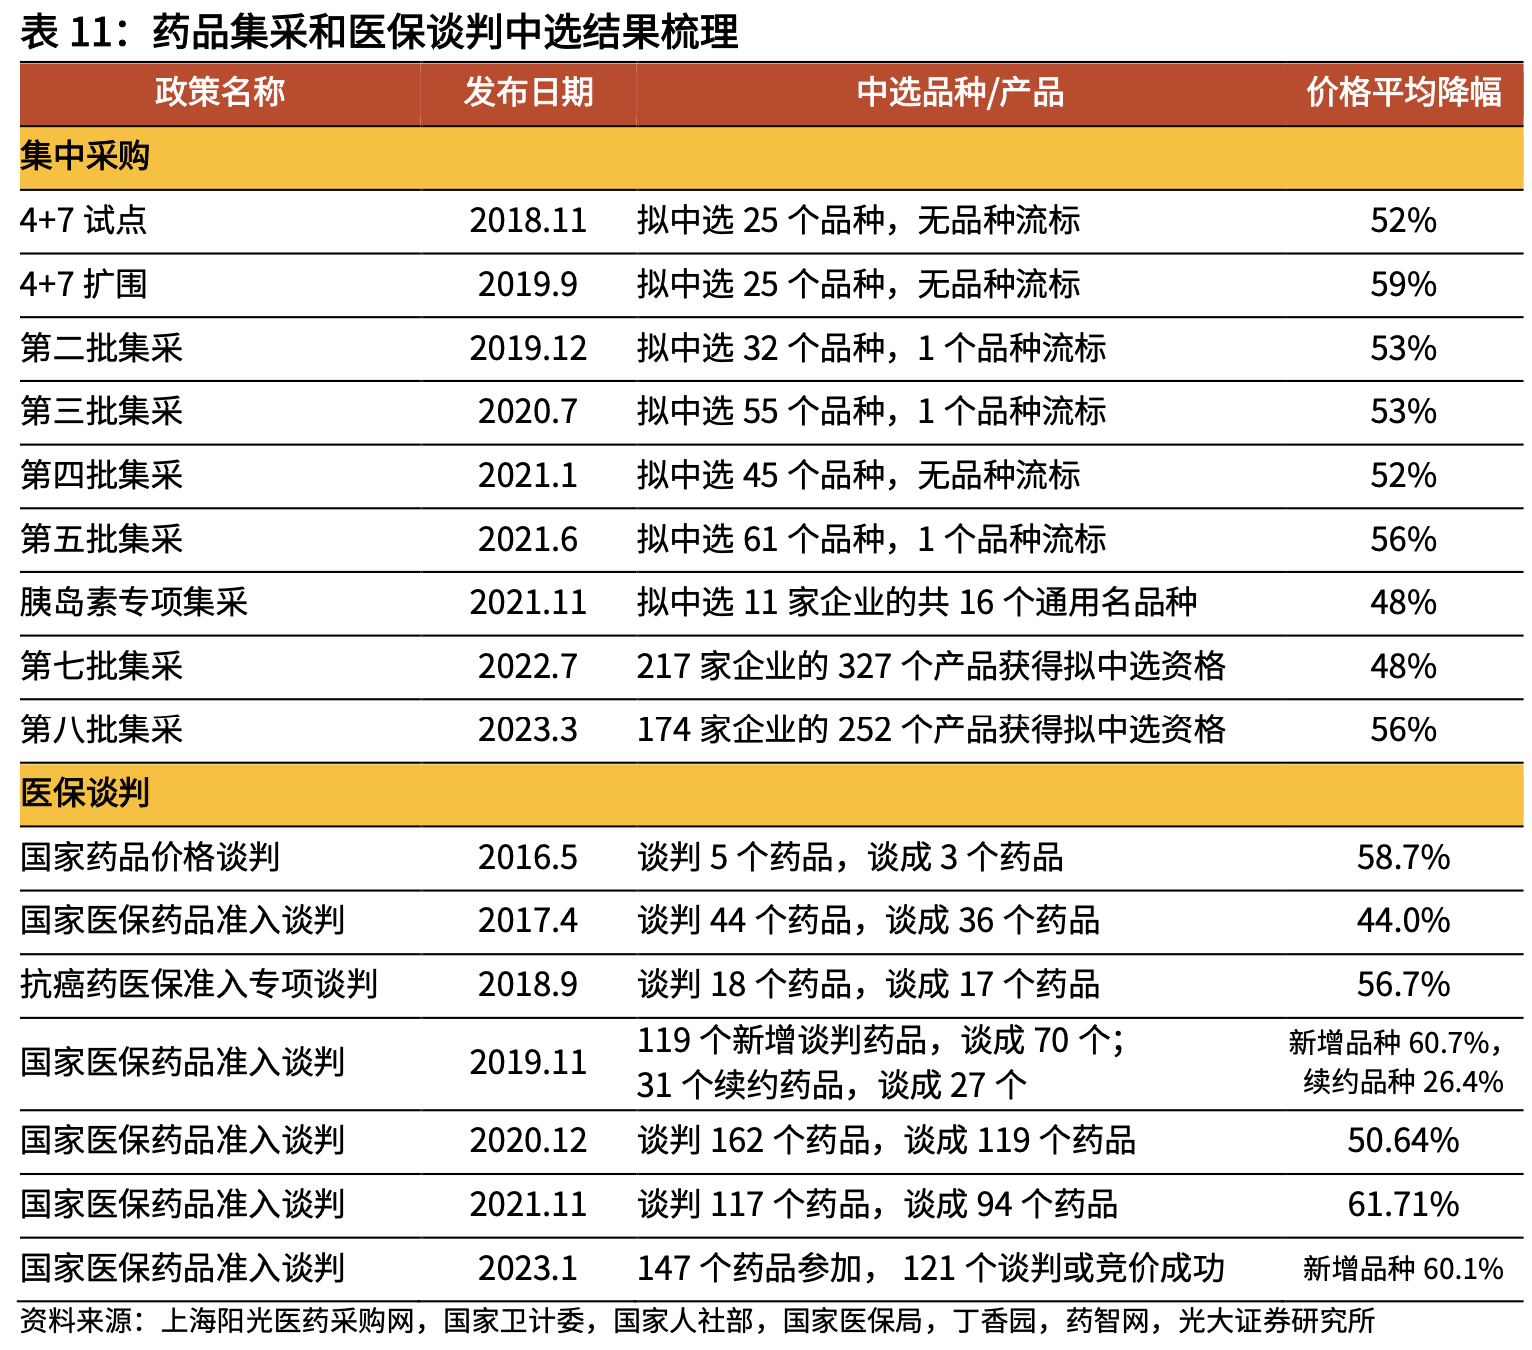 表 11：药品集采和医保谈判中选结果梳理
政策名称 发布日期 中选品种/产品 价格平均降幅
集中采购
4+7 试点 2018.11 拟中选 25 个品种，无品种流标 52%
4+7 扩围 2019.9 拟中选 25 个品种，无品种流标 59%
第二批集采 2019.12 拟中选 32 个品种，1 个品种流标 53%
第三批集采 2020.7 拟中选 55 个品种，1 个品种流标 53%
第四批集采 2021.1 拟中选 45 个品种，无品种流标 52%
第五批集采 2021.6 拟中选 61 个品种，1 个品种流标 56%
胰岛素专项集采 2021.11 拟中选 11 家企业的共 16 个通用名品种 48%
第七批集采 2022.7 217 家企业的 327 个产品获得拟中选资格 48%
第八批集采 2023.3 174 家企业的 252 个产品获得拟中选资格 56%
医保谈判
国家药品价格谈判 2016.5 谈判 5 个药品，谈成 3 个药品 58.7%
国家医保药品准入谈判 2017.4 谈判 44 个药品，谈成 36 个药品 44.0%
抗癌药医保准入专项谈判 2018.9 谈判 18 个药品，谈成 17 个药品 56.7%
国家医保药品准入谈判 2019.11 119 个新增谈判药品，谈成 70 个； 新增品种 60.7%，
31 个续约药品，谈成 27 个 续约品种 26.4%
国家医保药品准入谈判 2020.12 谈判 162 个药品，谈成 119 个药品 50.64%
国家医保药品准入谈判 2021.11 谈判 117 个药品，谈成 94 个药品 61.71%
国家医保药品准入谈判 2023.1 147 个药品参加， 121 个谈判或竞价成功 新增品种 60.1%
资料来源：上海阳光医药采购网，国家卫计委，国家人社部，国家医保局，丁香园，药智网，光大证券研究所